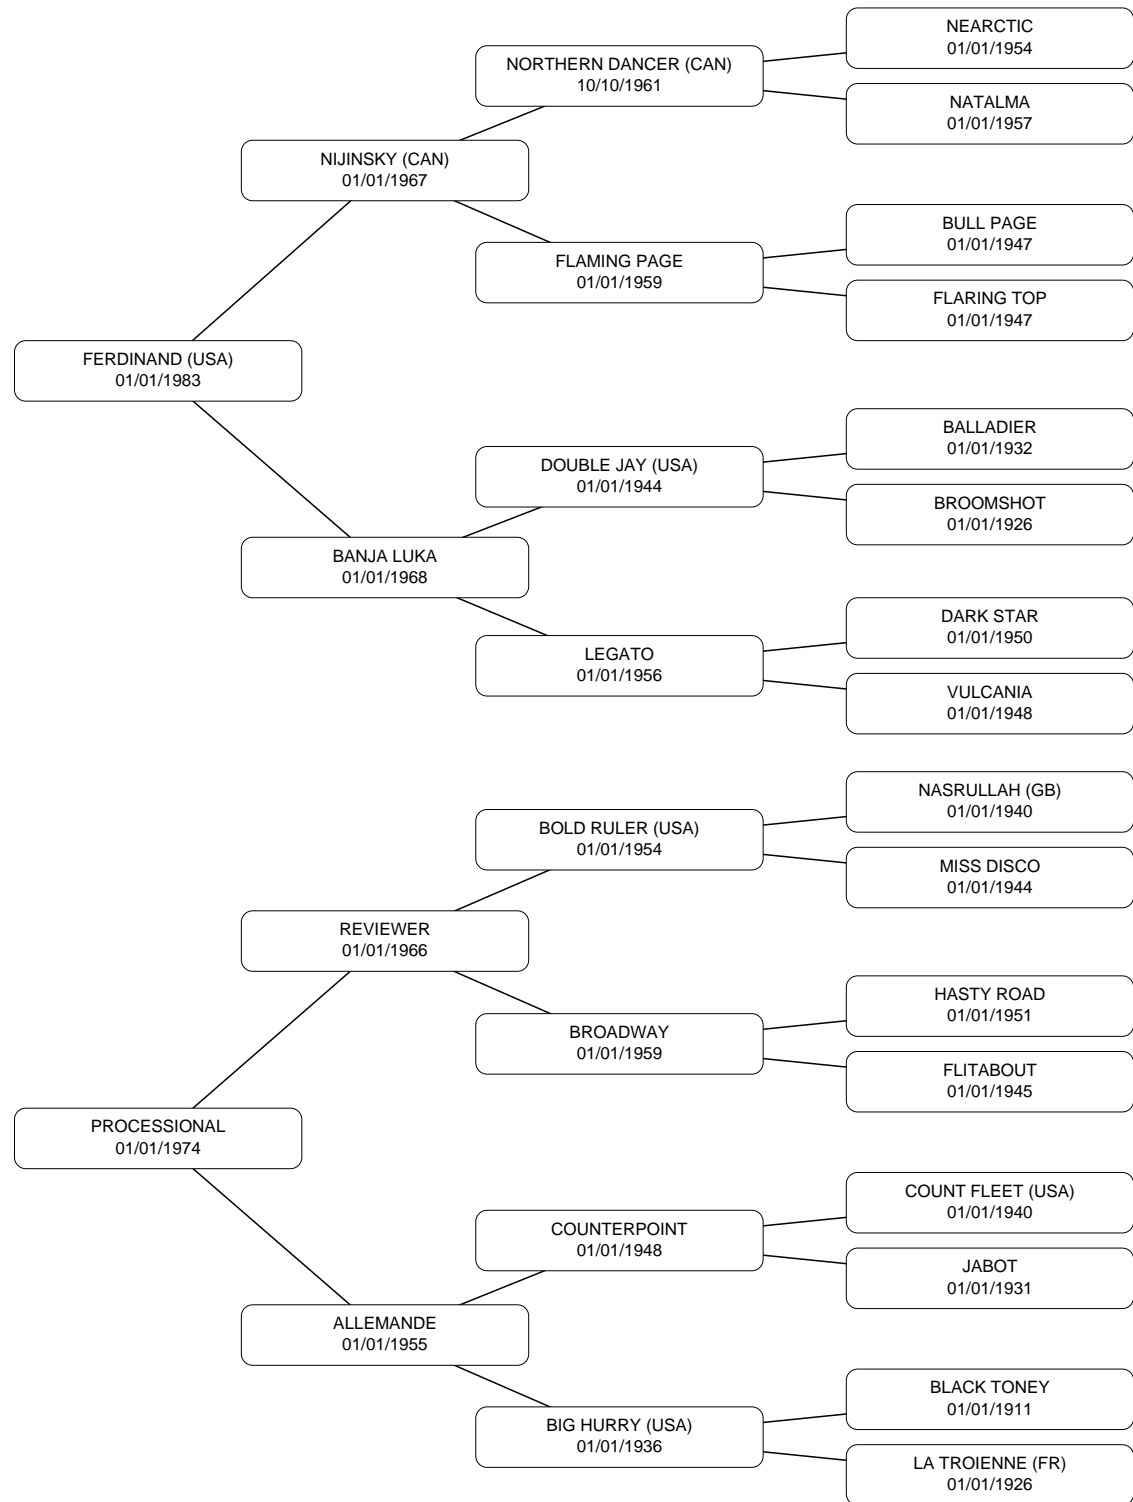 NEARCTIC
01/01/1954
NORTHERN DANCER (CAN)
10/10/1961
NATALMA
01/01/1957
NIJINSKY (CAN)
01/01/1967
BULL PAGE
01/01/1947
FLAMING PAGE
01/01/1959
FLARING TOP
01/01/1947
FERDINAND (USA)
01/01/1983
BALLADIER
01/01/1932
DOUBLE JAY (USA)
01/01/1944
BROOMSHOT
01/01/1926
BANJA LUKA
01/01/1968
DARK STAR
01/01/1950
LEGATO
01/01/1956
VULCANIA
01/01/1948
NASRULLAH (GB)
01/01/1940
BOLD RULER (USA)
01/01/1954
MISS DISCO
01/01/1944
REVIEWER
01/01/1966
HASTY ROAD
01/01/1951
BROADWAY
01/01/1959
FLITABOUT
01/01/1945
PROCESSIONAL
01/01/1974
COUNT FLEET (USA)
01/01/1940
COUNTERPOINT
01/01/1948
JABOT
01/01/1931
ALLEMANDE
01/01/1955
BLACK TONEY
01/01/1911
BIG HURRY (USA)
01/01/1936
LA TROIENNE (FR)
01/01/1926